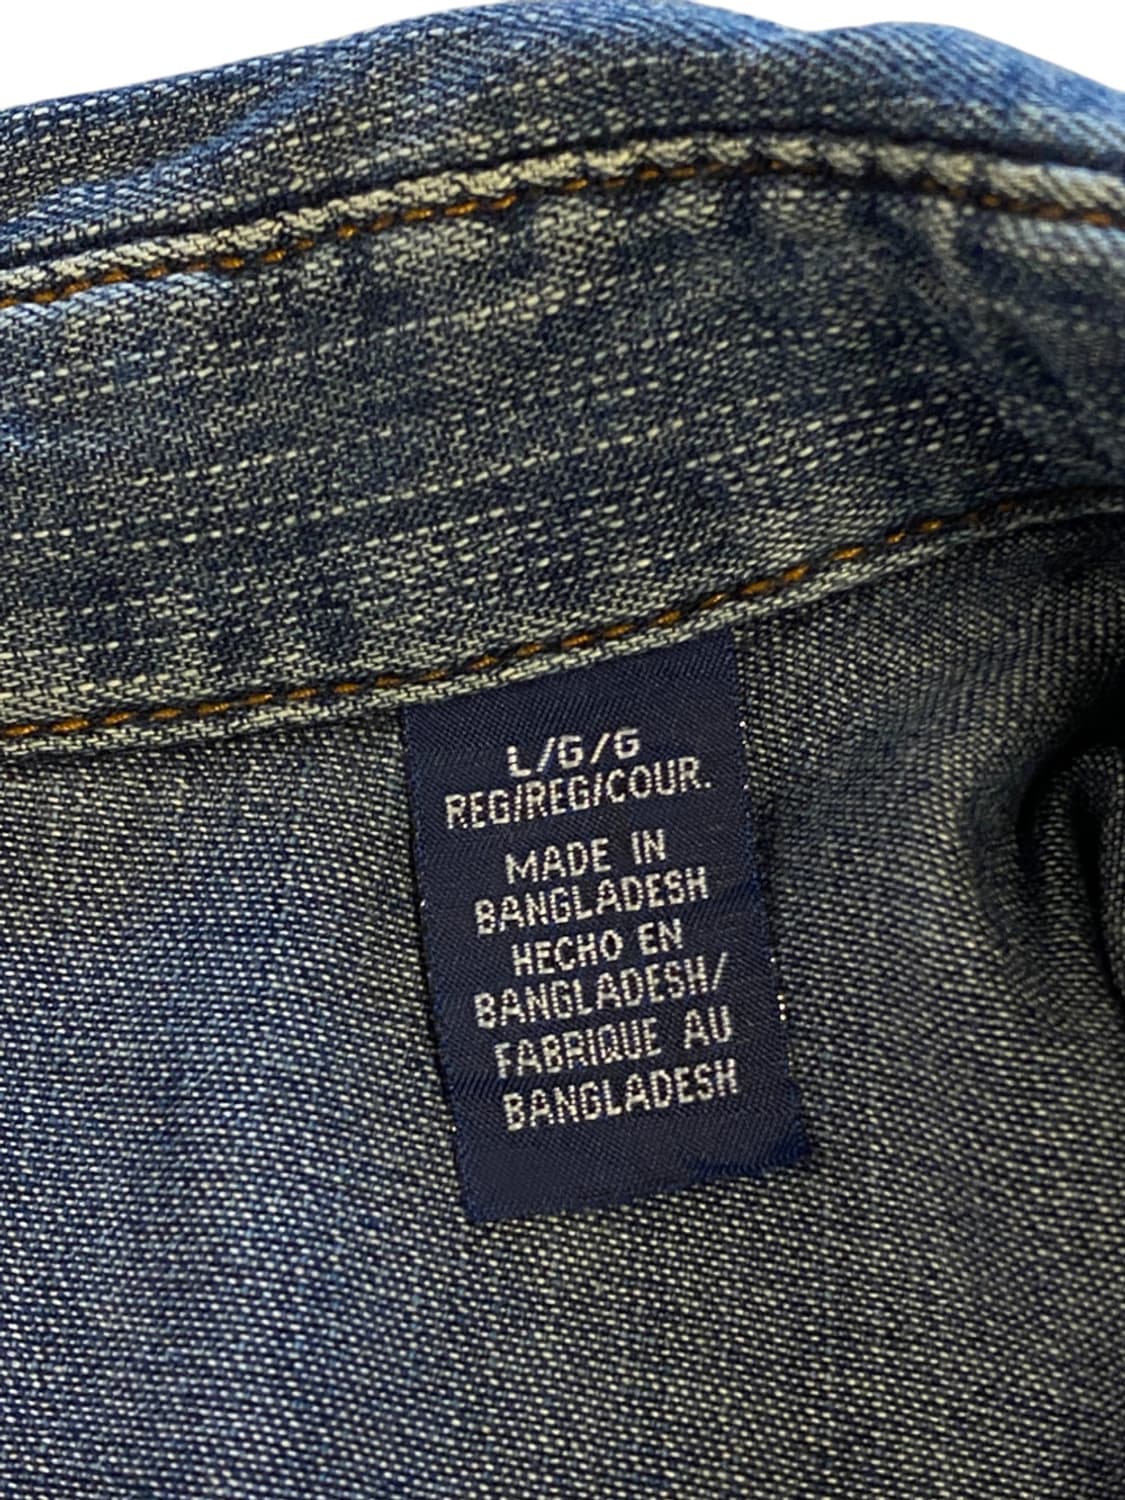 L/G/G
REG/REG/COUR.
MADE IN
BANGLADESH
HECHO EN
BANGLADESH/
FABRIQUE AU
BANGLADESH